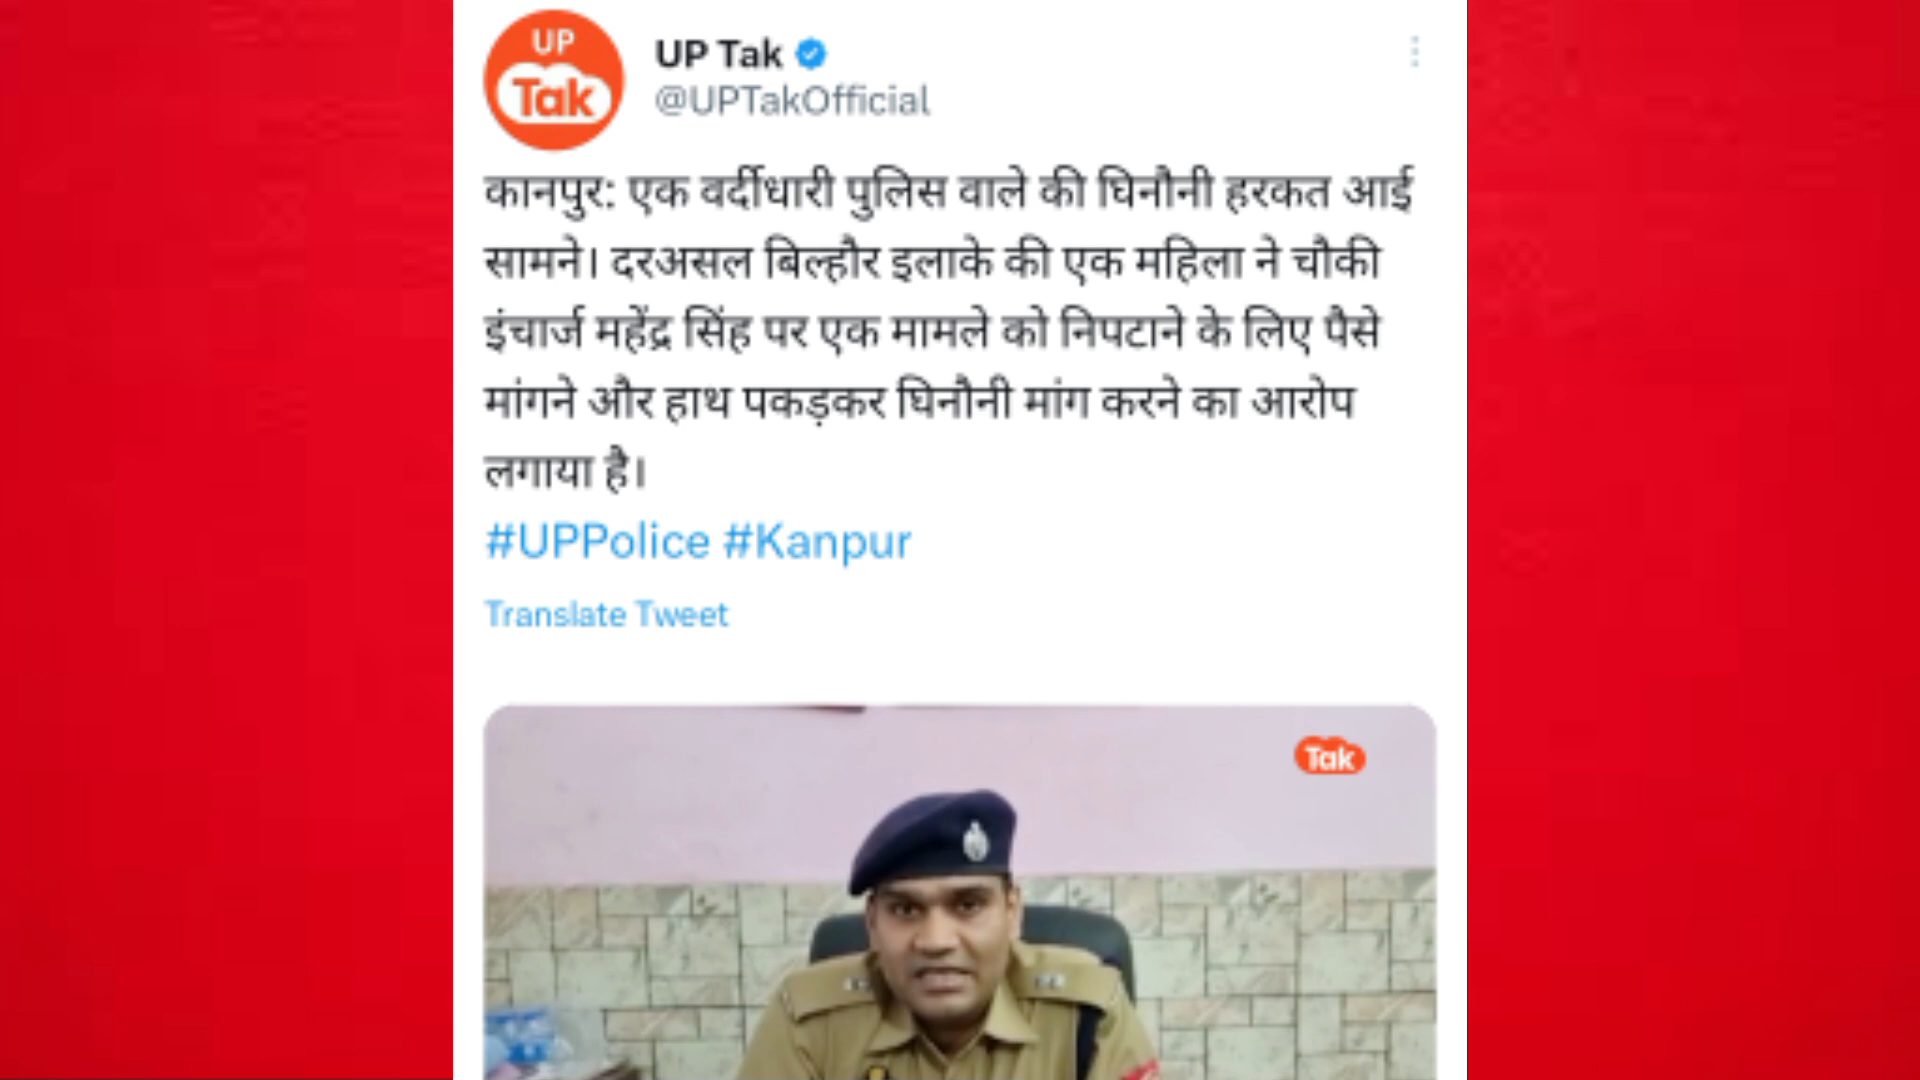 UP
Tak
UP Tak
@UPTakOfficial
कानपुर: एक वर्दीधारी पुलिस वाले की घिनौनी हरकत आई
सामने। दरअसल बिल्हौर इलाके की एक महिला ने चौकी
इंचार्ज महेंद्र सिंह पर एक मामले को निपटाने के लिए पैसे
मांगने और हाथ पकड़कर घिनौनी मांग करने का आरोप
लगाया है।
#UPPolice #Kanpur
Translate Tweet
Tak